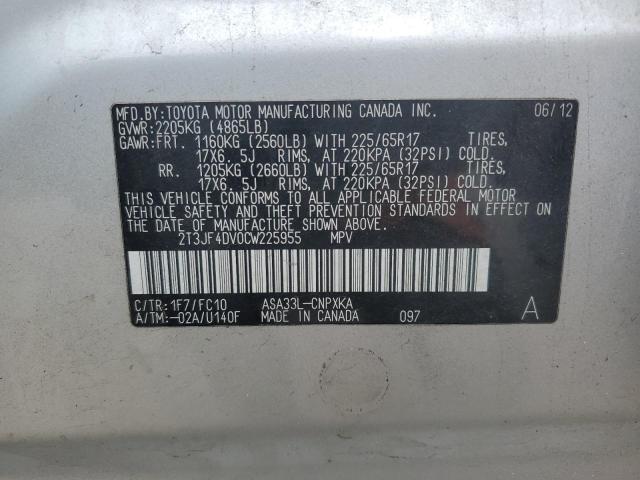 MFD.BY:TOYOTA MOTOR MANUFACTURING CANADA INC. 06/12
GVWR:2205KG (4865LB)
GAWR:FRT. 1160KG (2560LB) WITH 225/65R17 TIRES,
17X6. 5J RIMS, AT 220KPA (32PSI) COLD.
RR. 1205KG (2660LB) WITH 225/65R17 TIRES,
17X6. 5J RIMS, AT 220KPA (32PSI) COLD.
THIS VEHICLE CONFORMS TO ALL APPLICABLE FEDERAL MOTOR
VEHICLE SAFETY AND THEFT PREVENTION STANDARDS IN EFFECT ON
THE DATE OF MANUFACTURE SHOWN ABOVE.
2T3JF4DV0CW225955 MPV
C/TR:1F7/FC10 ASA33L-CNPXKA
A/TM:-02A/U140F MADE IN CANADA 097 A